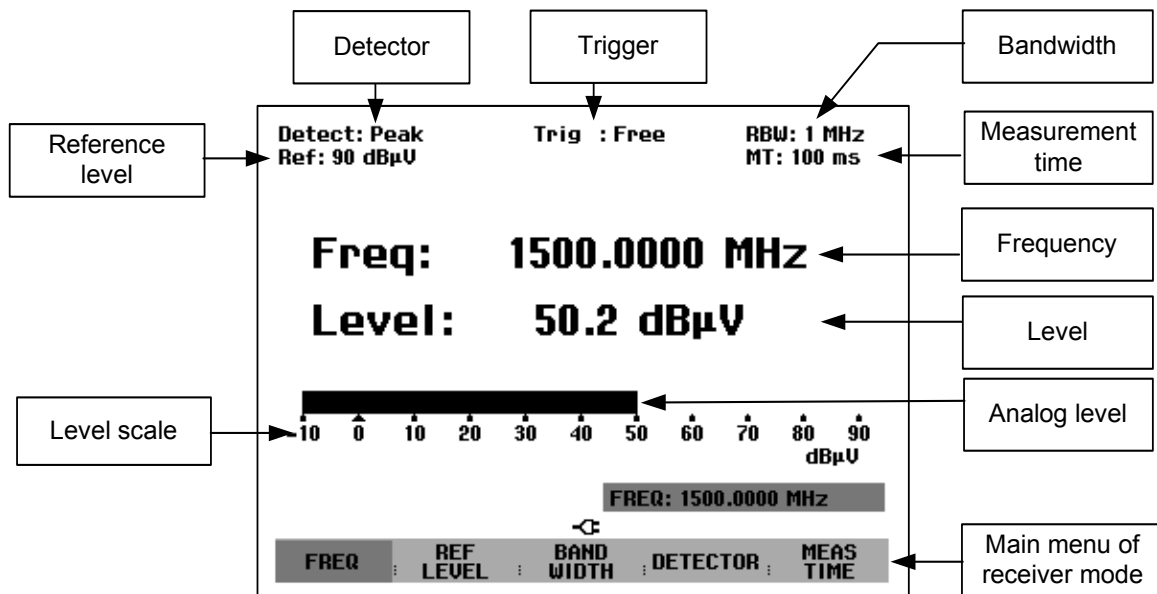 Detector
Trigger
Bandwidth
Reference
level
Detect: Peak
Trig : Free
RBW: 1 MHz
Ref: 90 dBµV
MT: 100 ms
Measurement
time
Freq: 1500.0000 MHz
Frequency
Level: 50.2 dBµV
Level
Analog level
Level scale
-10 0 10 20 30 40 50 60 70 80 90
dBµV
FREQ: 1500.0000 MHz
FREQ
REF
LEVEL
BAND
WIDTH
DETECTOR
MEAS
TIME
Main menu of
receiver mode